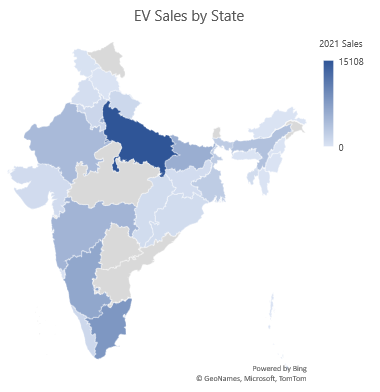 EV Sales by State
2021 Sales
15108
0
Powered by Bing
© GeoNames, Microsoft, TomTom